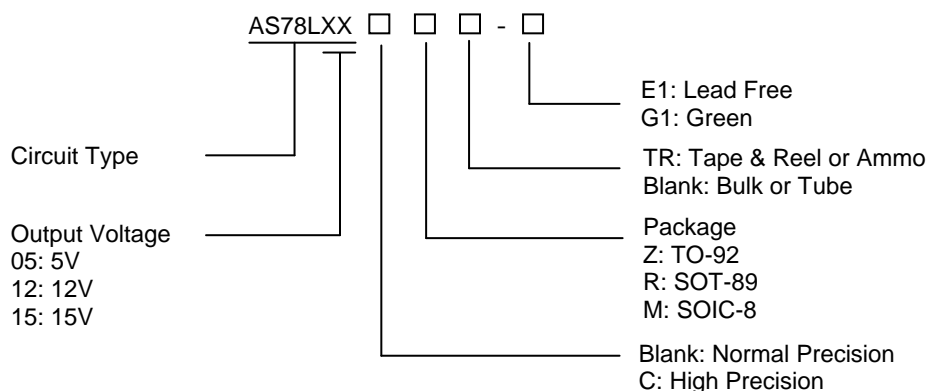 AS78LXX □ □ □ - □
E1: Lead Free
G1: Green
Circuit Type
TR: Tape & Reel or Ammo
Blank: Bulk or Tube
Output Voltage
05: 5V
12: 12V
15: 15V
Package
Z: TO-92
R: SOT-89
M: SOIC-8
Blank: Normal Precision
C: High Precision